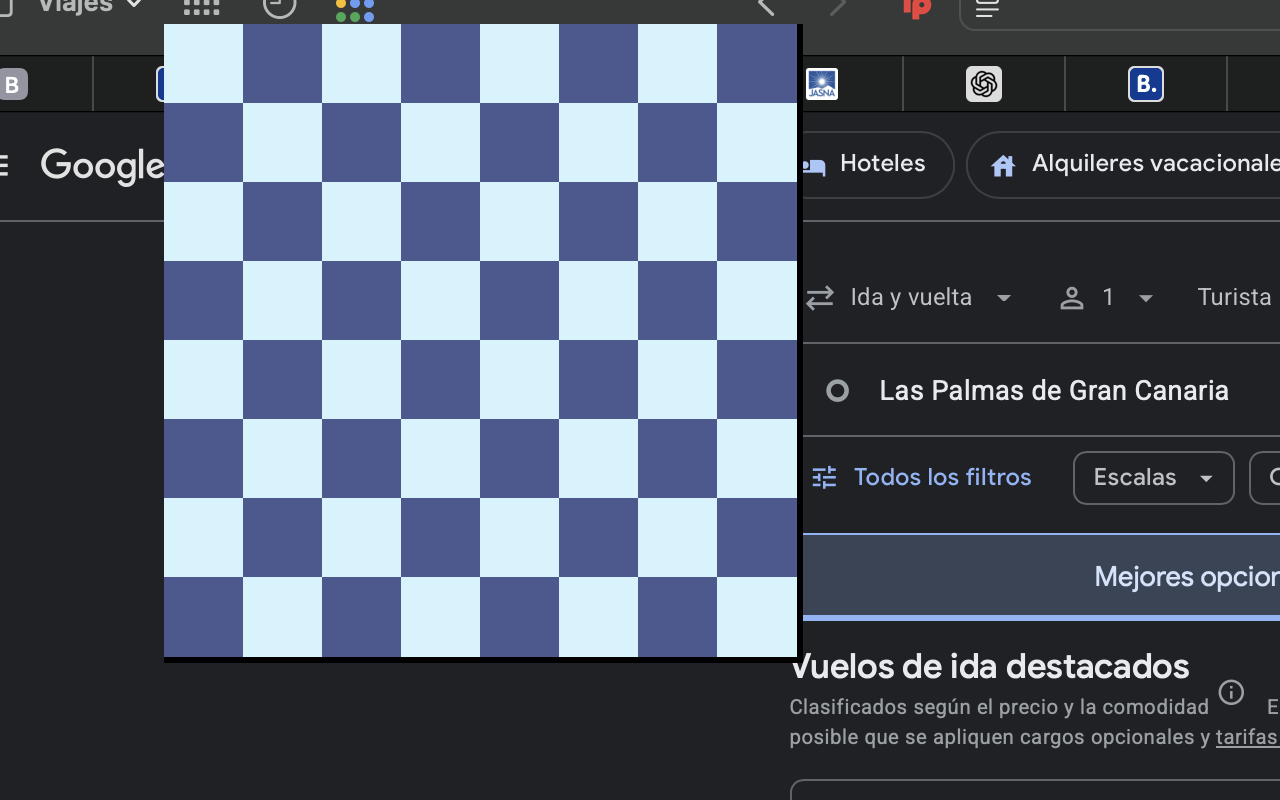 Viajes
B
JASNA
B.
Google
Hoteles
Alquileres vacacionale
Ida y vuelta
1
Turista
Las Palmas de Gran Canaria
Todos los filtros
Escalas
Mejores opcion
Vuelos de ida destacados
Clasificados según el precio y la comodidad
E
posible que se apliquen cargos opcionales y tarifas